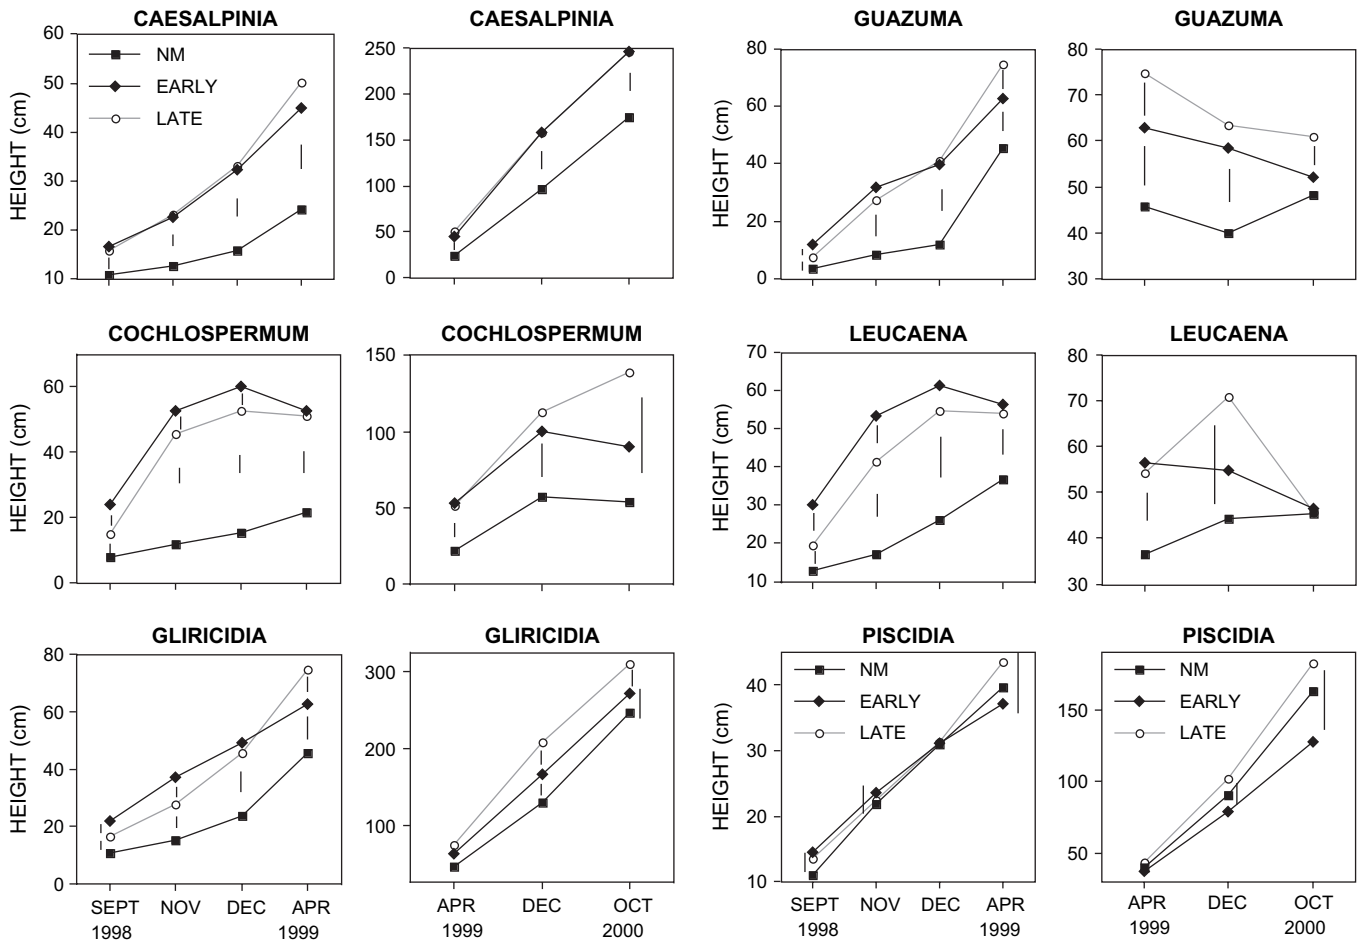 CAESALPINIA
60
50
40
30
20
10
HEIGHT (cm)
NM
EARLY
LATE
CAESALPINIA
250
200
150
100
50
0
GUAZUMA
80
60
40
20
0
HEIGHT (cm)
GUAZUMA
80
70
60
50
40
30
COCHLOSPERMUM
60
40
20
0
HEIGHT (cm)
COCHLOSPERMUM
150
100
50
0
LEUCAENA
70
60
50
40
30
20
10
HEIGHT (cm)
LEUCAENA
80
70
60
50
40
30
GLIRICIDIA
80
60
40
20
0
HEIGHT (cm)
SEPT NOV DEC APR
1998 1999
GLIRICIDIA
300
200
100
APR DEC OCT
1999 2000
PISCIDIA
40
30
20
10
HEIGHT (cm)
NM
EARLY
LATE
SEPT NOV DEC APR
1998 1999
PISCIDIA
150
100
50
NM
EARLY
LATE
APR DEC OCT
1999 2000